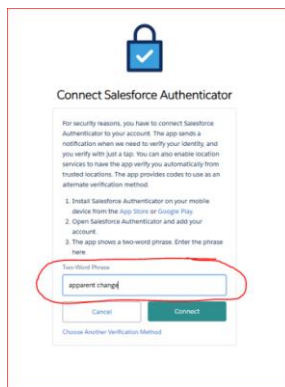 Connect Salesforce Authenticator
For security reasons, you have to connect Salesforce
Authenticator to your account. The app sends a
notification when we need to verify your identity, and
you verify with just a tap. You can also enable location
services to have the app verify you automatically from
trusted locations. The app provides codes to use as an
alternate verification method.
1. Install Salesforce Authenticator on your mobile
device from the App Store or Google Play.
2. Open Salesforce Authenticator and add your
account.
3. The app shows a two-word phrase. Enter the phrase
here.
Two-Word Phrase
apparent change
Cancel
Connect
Choose Another Verification Method